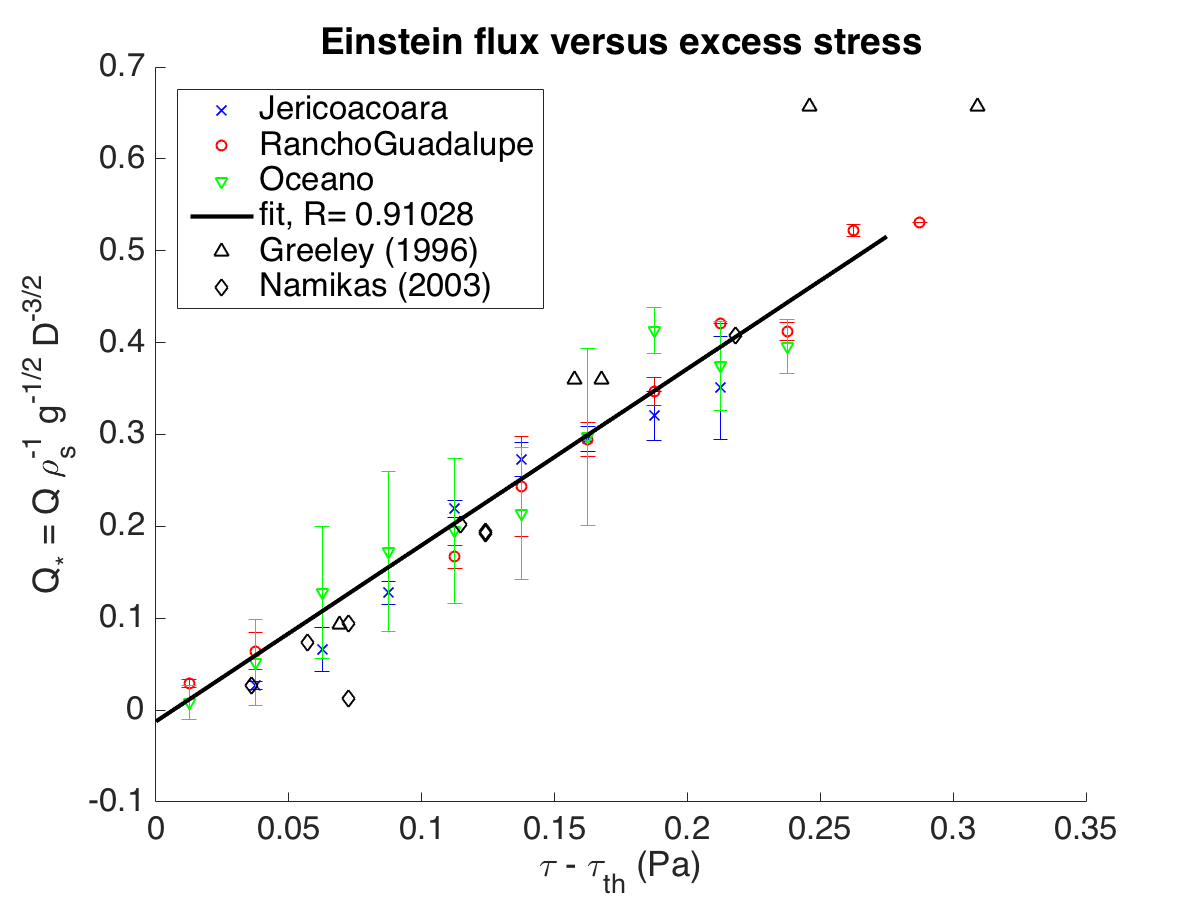 Einstein flux versus excess stress
0.7
0.6
0.5
0.4
0.3
0.2
0.1
0
-0.1
Jericoacoara
RanchoGuadalupe
Oceano
fit, R= 0.91028
Greeley (1996)
Namikas (2003)
Q* = Q ρs-1 g-1/2 D-3/2
0 0.05 0.1 0.15 0.2 0.25 0.3 0.35
τ - τth (Pa)